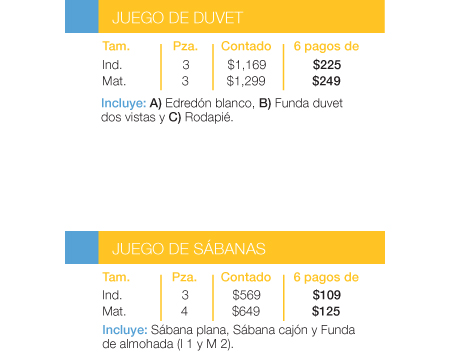 JUEGO DE DUVET
Tam. Pza. Contado 6 pagos de
Ind. 3 $1,169 $225
Mat. 3 $1,299 $249
Incluye: A) Edredón blanco, B) Funda duvet
dos vistas y C) Rodapié.
JUEGO DE SÁBANAS
Tam. Pza. Contado 6 pagos de
Ind. 3 $569 $109
Mat. 4 $649 $125
Incluye: Sábana plana, Sábana cajón y Funda
de almohada (I 1 y M 2).